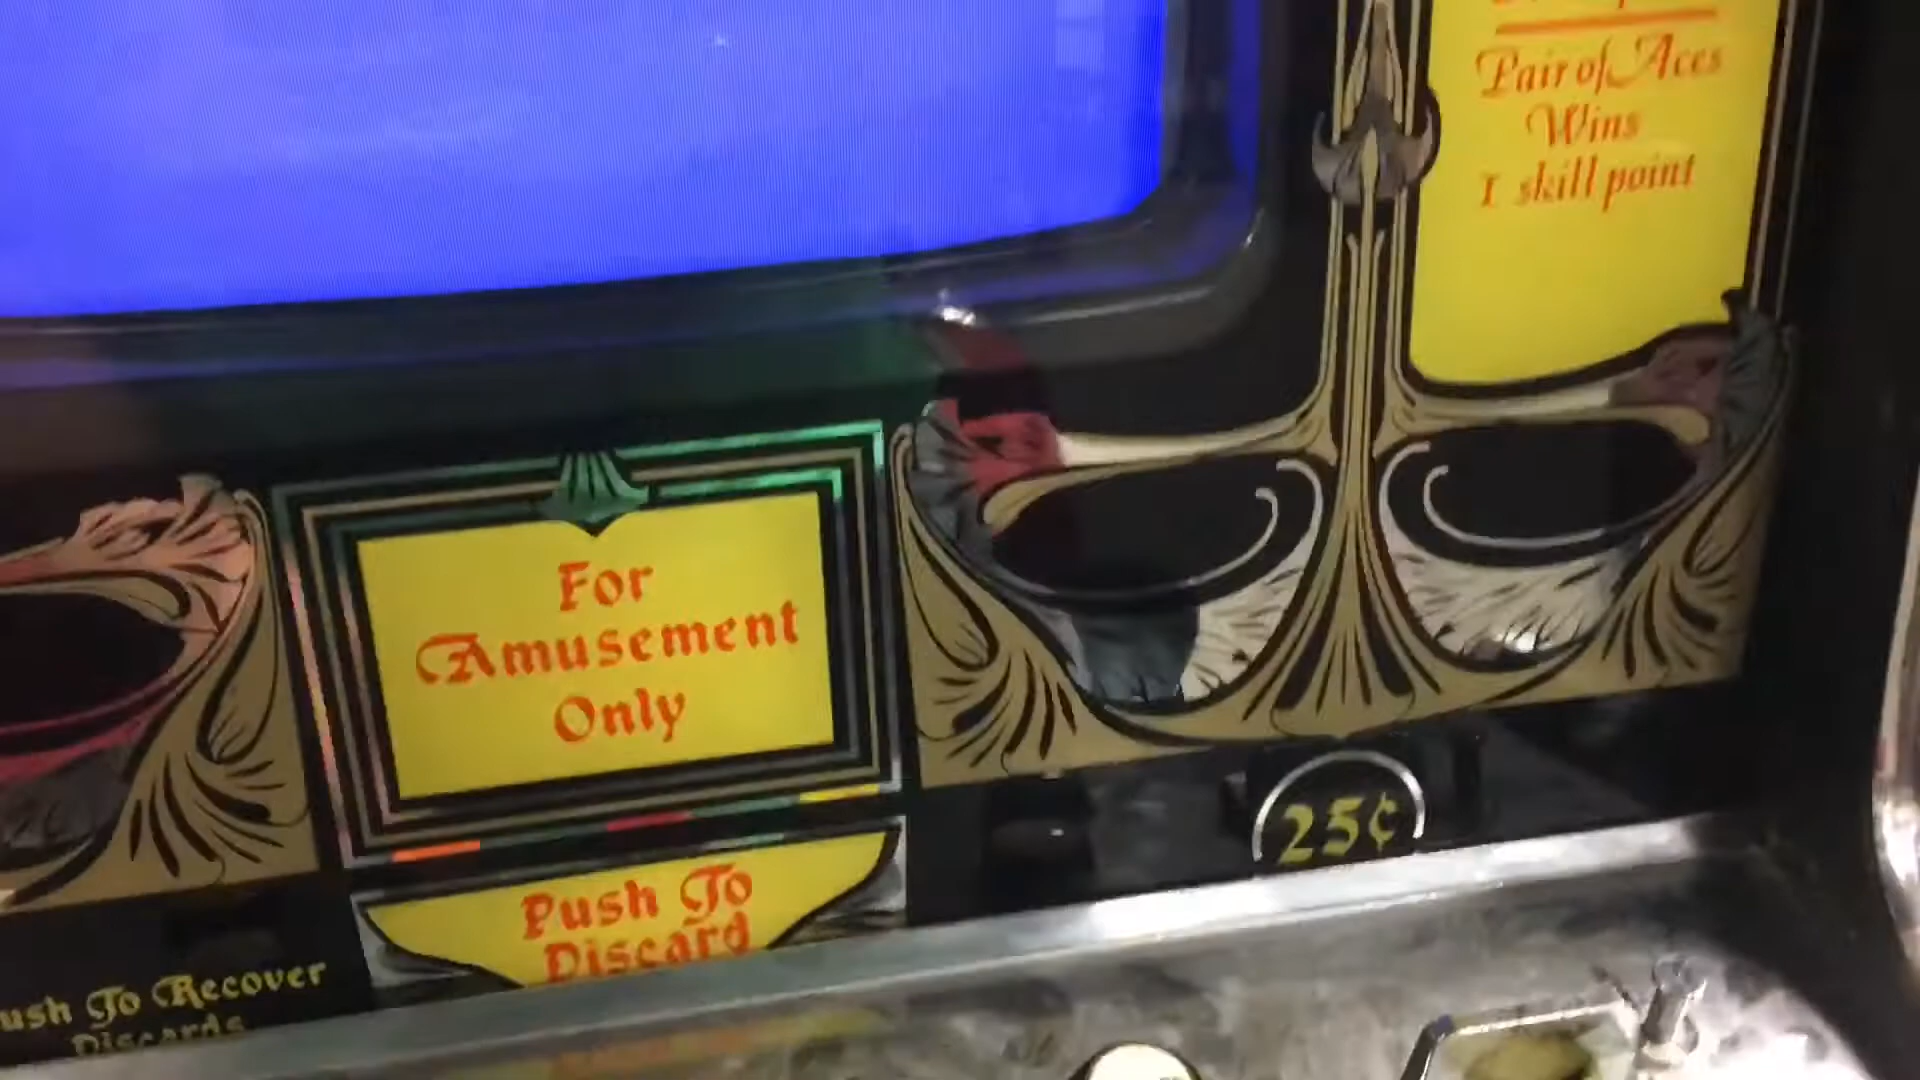 Pair of Aces
Wins
1 skill point
For
Amusement
Only
25¢
Push To
Discard
Push To Recover
Discards